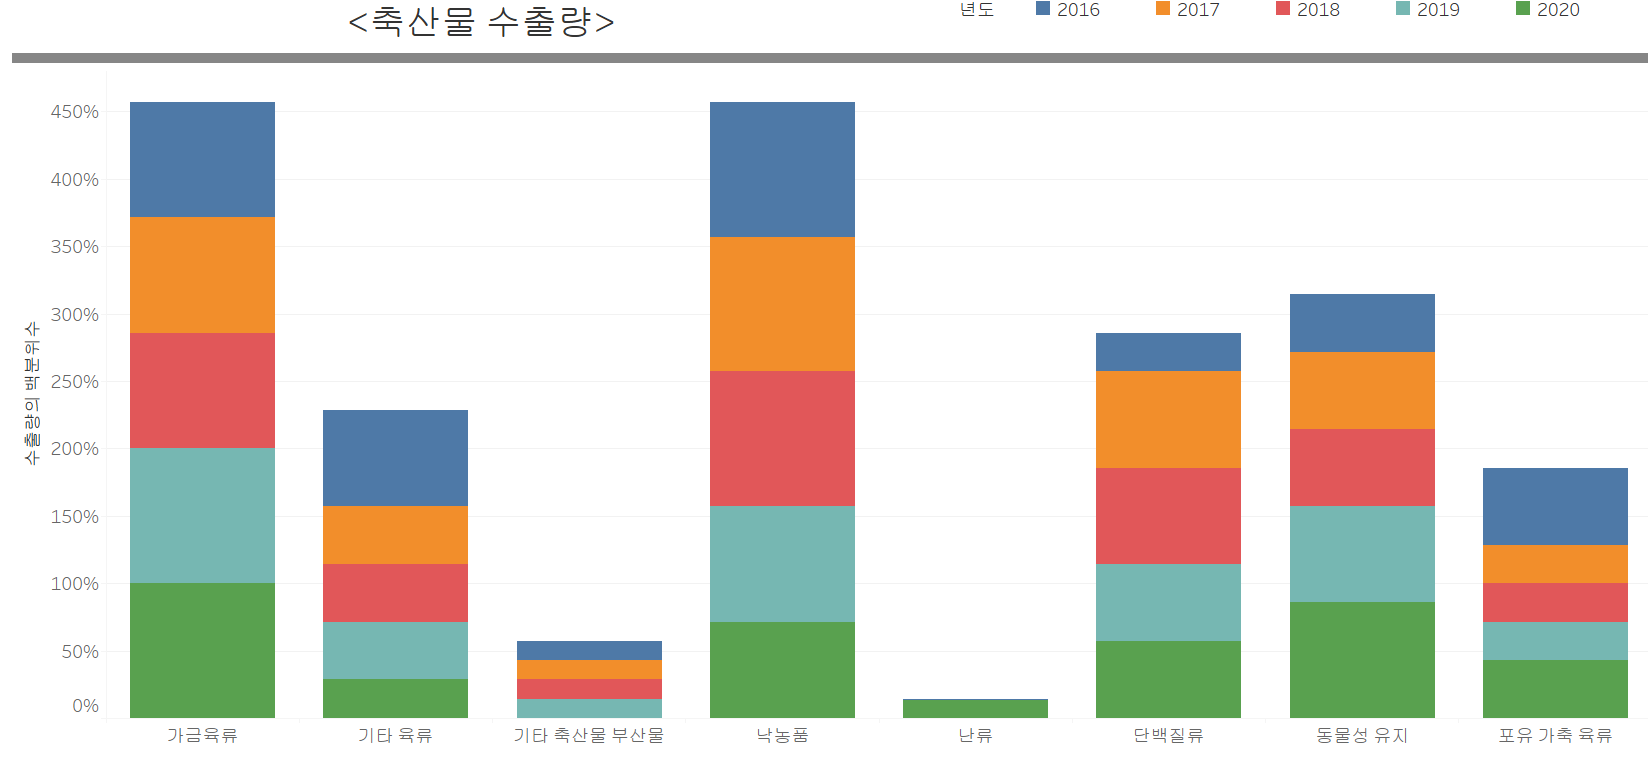 <축산물 수출량>
년도 2016 2017 2018 2019 2020
수출량의 백분위수
450%
400%
350%
300%
250%
200%
150%
100%
50%
0%
가금육류 기타 육류 기타 축산물 부산물 낙농품 난류 단백질류 동물성 유지 포유 가축 육류